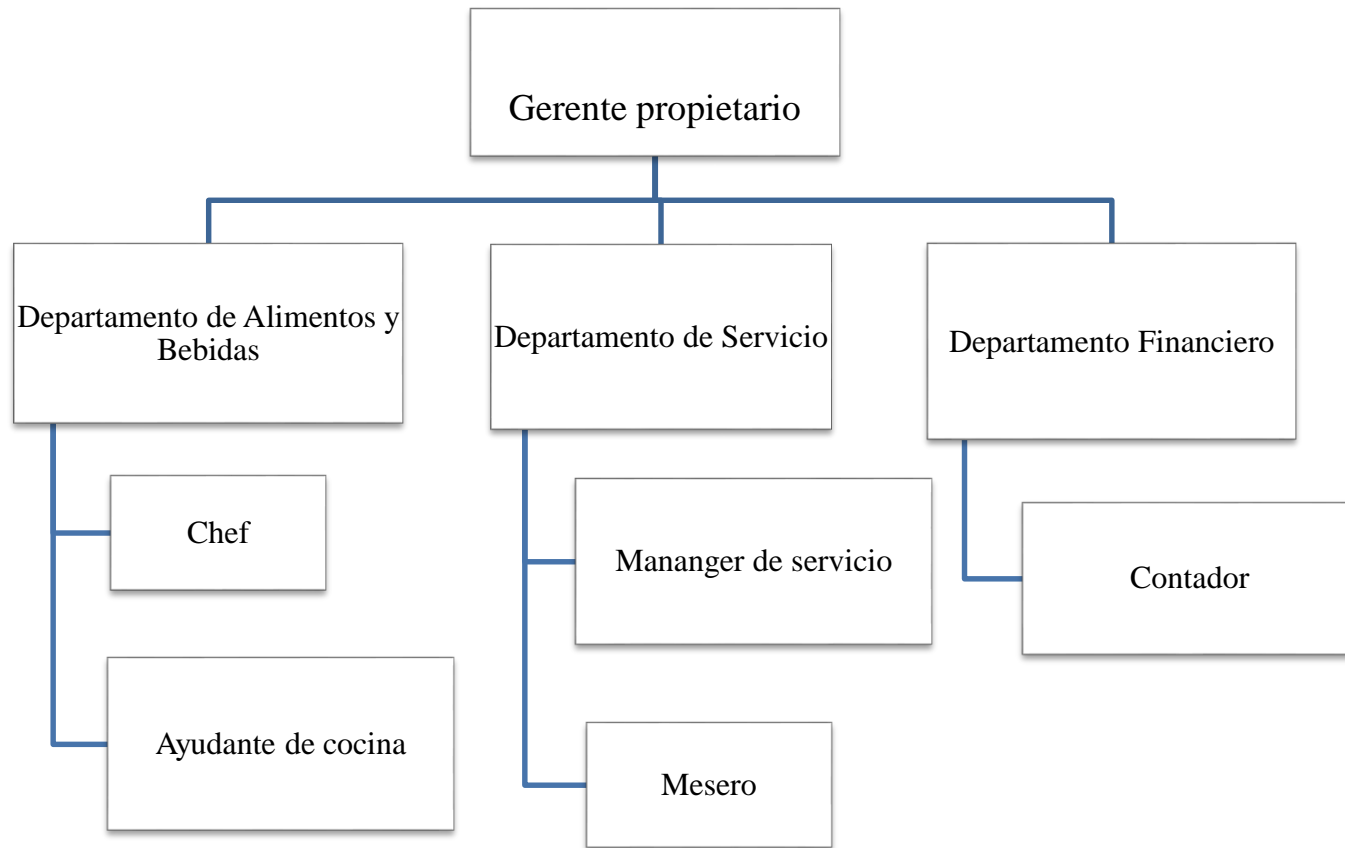 Gerente propietario
Departamento de Alimentos y
Bebidas
Departamento de Servicio
Departamento Financiero
Chef
Mananger de servicio
Contador
Ayudante de cocina
Mesero